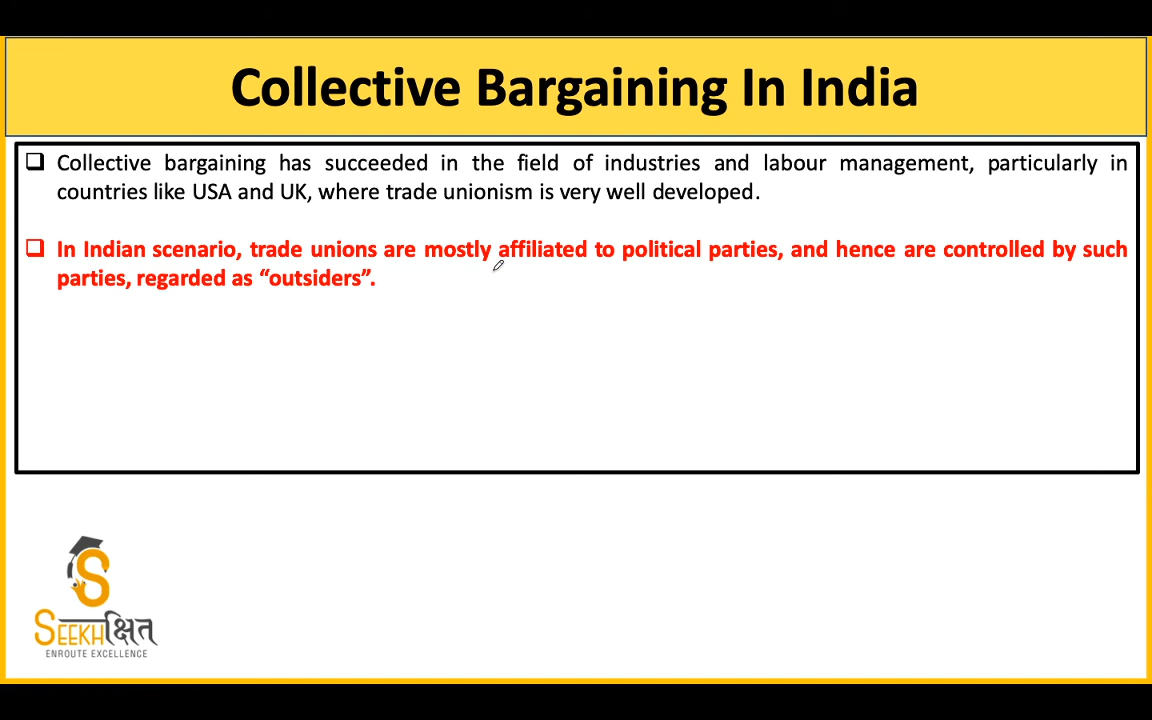 Collective Bargaining In India
❑ Collective bargaining has succeeded in the field of industries and labour management, particularly in
countries like USA and UK, where trade unionism is very well developed.
❑ In Indian scenario, trade unions are mostly affiliated to political parties, and hence are controlled by such
parties, regarded as “outsiders”.
S
SEEKHक्षित
ENROUTE EXCELLENCE